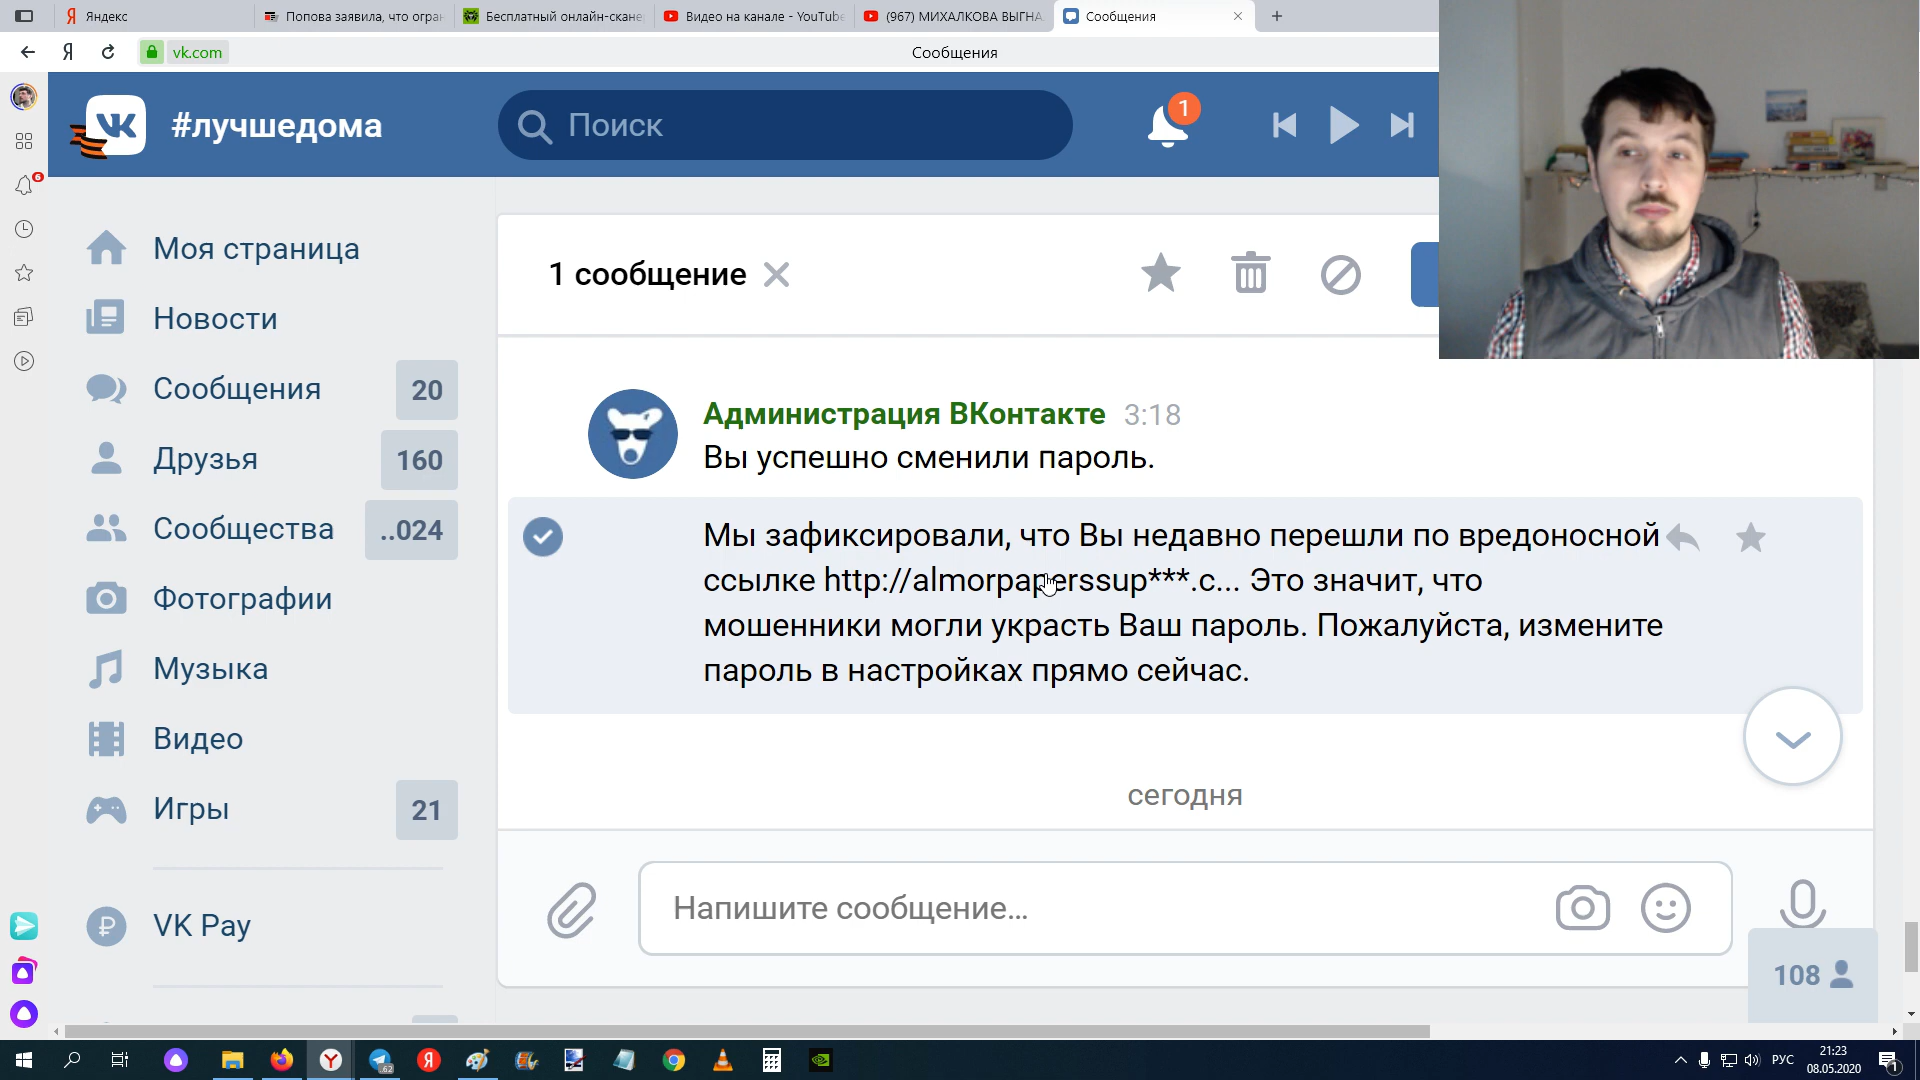 Яндекс
Попова заявила, что огран
Бесплатный онлайн-скане
Видео на канале - YouTube
(967) МИХАЛКОВА ВЫГНА
Сообщения
Я
vk.com
Сообщения
#лучшедома
Поиск
1
6
Моя страница
Новости
Сообщения 20
Друзья 160
Сообщества ..024
Фотографии
Музыка
Видео
Игры 21
VK Pay
1 сообщение
Администрация ВКонтакте 3:18
Вы успешно сменили пароль.
Мы зафиксировали, что Вы недавно перешли по вредоносной
ссылке http://almorpaperssup***.c... Это значит, что
мошенники могли украсть Ваш пароль. Пожалуйста, измените
пароль в настройках прямо сейчас.
сегодня
Напишите сообщение...
108
62
РУС
21:23
08.05.2020
1